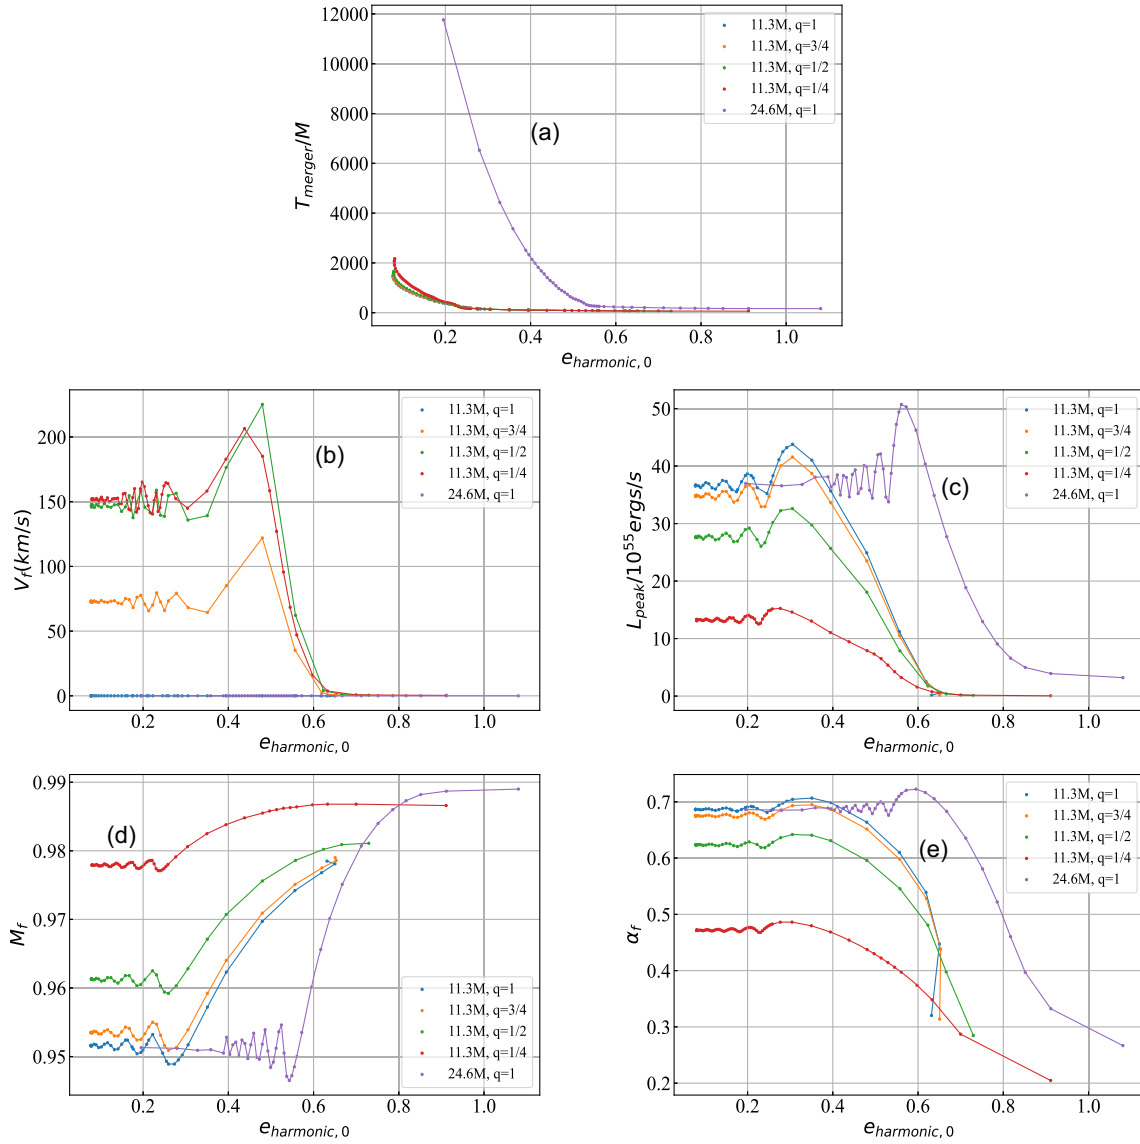 12000
10000
8000
6000
4000
2000
0
T_merger/M
11.3M, q=1
11.3M, q=3/4
11.3M, q=1/2
11.3M, q=1/4
24.6M, q=1
(a)
0.2 0.4 0.6 0.8 1.0
e_harmonic, 0
200
150
100
50
0
V_f(km/s)
11.3M, q=1
11.3M, q=3/4
11.3M, q=1/2
11.3M, q=1/4
24.6M, q=1
(b)
0.2 0.4 0.6 0.8 1.0
e_harmonic, 0
50
40
30
20
10
0
L_peak/10^55ergs/s
11.3M, q=1
11.3M, q=3/4
11.3M, q=1/2
11.3M, q=1/4
24.6M, q=1
(c)
0.2 0.4 0.6 0.8 1.0
e_harmonic, 0
0.99
0.98
0.97
0.96
0.95
M_f
(d)
11.3M, q=1
11.3M, q=3/4
11.3M, q=1/2
11.3M, q=1/4
24.6M, q=1
0.2 0.4 0.6 0.8 1.0
e_harmonic, 0
0.7
0.6
0.5
0.4
0.3
0.2
α_f
11.3M, q=1
11.3M, q=3/4
11.3M, q=1/2
11.3M, q=1/4
24.6M, q=1
(e)
0.2 0.4 0.6 0.8 1.0
e_harmonic, 0